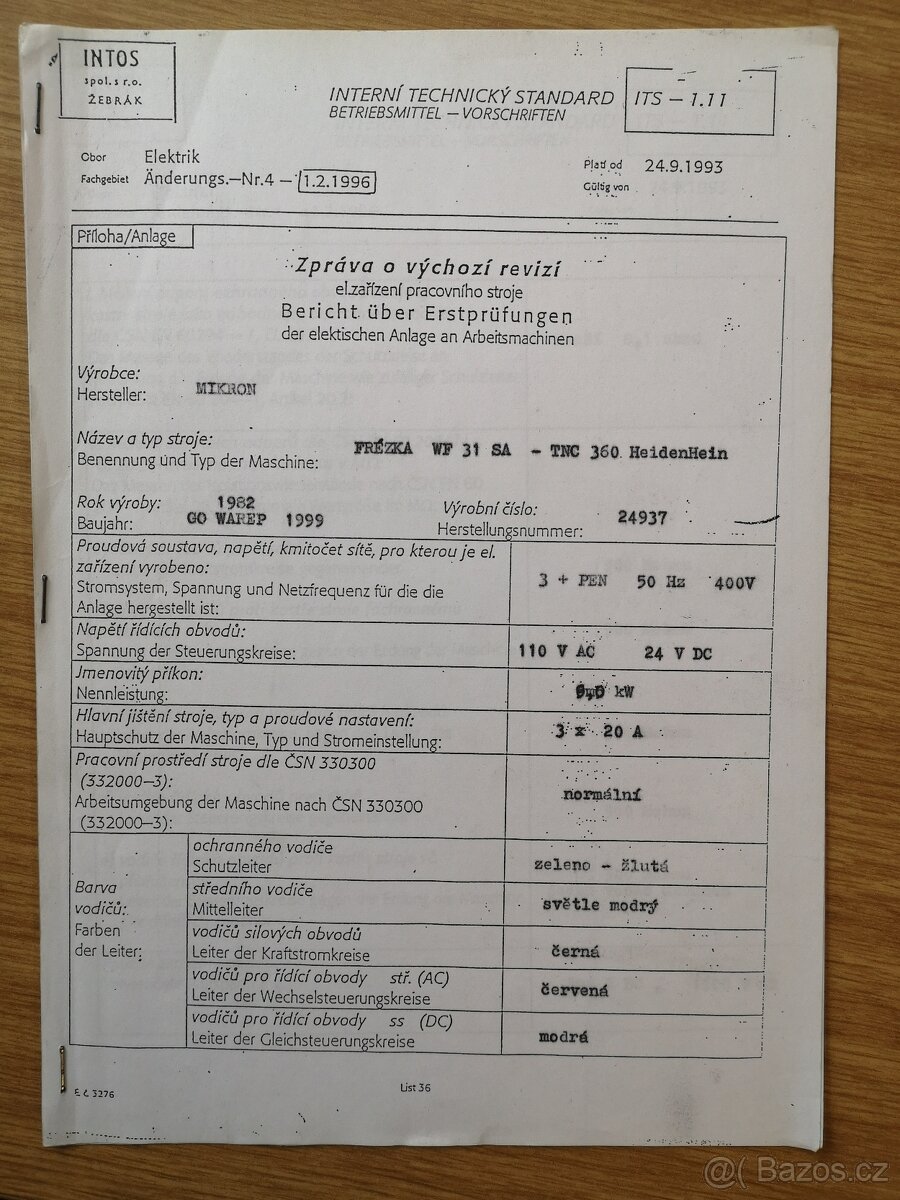 INTOS
spol. s r.o.
ŽEBRÁK
INTERNÍ TECHNICKÝ STANDARD
BETRIEBSMITTEL – VORSCHRIFTEN
ITS – 1.11
Obor Elektrik
Fachgebiet Änderungs.–Nr.4 – 1.2.1996
Platí od 24.9.1993
Gültig von
Příloha/Anlage
Zpráva o výchozí revizí
el.zařízení pracovního stroje
Bericht über Erstprüfungen
der elektischen Anlage an Arbeitsmachinen
Výrobce:
Hersteller: MIKRON
Název a typ stroje:
Benennung und Typ der Maschine: FRÉZKA WF 31 SA - TNC 360 HeidenHein
Rok výroby: 1982
Baujahr: GO WAREP 1999
Výrobní číslo:
Herstellungsnummer: 24937
Proudová soustava, napětí, kmitočet sítě, pro kterou je el.
zařízení vyrobeno:
Stromsystem, Spannung und Netzfrequenz für die die
Anlage hergestellt ist:
3 + PEN 50 Hz 400V
Napětí řídících obvodů:
Spannung der Steuerungskreise:
110 V AC 24 V DC
Jmenovitý příkon:
Nennleistung:
kW
Hlavní jištění stroje, typ a proudové nastavení:
Hauptschutz der Maschine, Typ und Stromeinstellung:
3 x 20 A
Pracovní prostředí stroje dle ČSN 330300
(332000–3):
Arbeitsumgebung der Maschine nach ČSN 330300
(332000–3):
normální
Barva
vodičů:
Farben
der Leiter:
ochranného vodiče
Schutzleiter
zeleno - žlutá
středního vodiče
Mittelleiter
světle modrý
vodičů silových obvodů
Leiter der Kraftstromkreise
černá
vodičů pro řídící obvody stř. (AC)
Leiter der Wechselsteuerungskreise
červená
vodičů pro řídící obvody ss (DC)
Leiter der Gleichsteuerungskreise
modrá
E č 3276
List 36
@( Bazos.cz